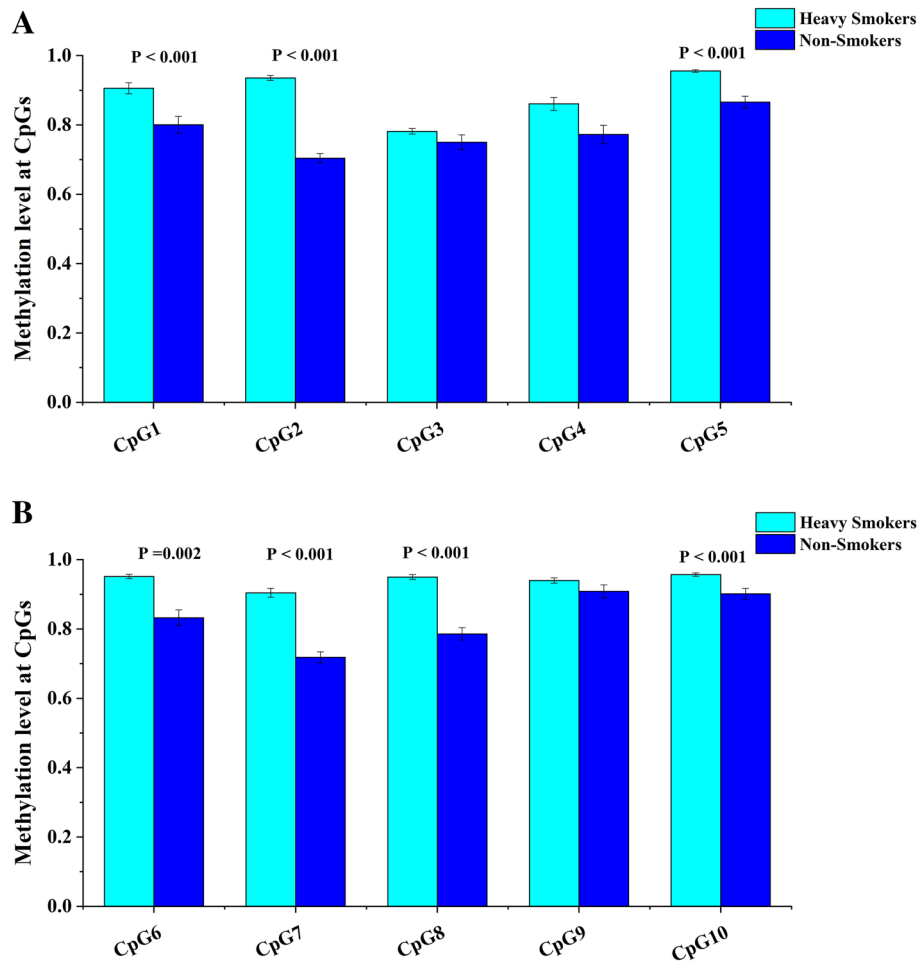 A
Heavy Smokers
Non-Smokers
P < 0.001
P < 0.001
P < 0.001
Methylation level at CpGs
1.0
0.8
0.6
0.4
0.2
0.0
CpG1
CpG2
CpG3
CpG4
CpG5
B
Heavy Smokers
Non-Smokers
P =0.002
P < 0.001
P < 0.001
P < 0.001
Methylation level at CpGs
1.0
0.8
0.6
0.4
0.2
0.0
CpG6
CpG7
CpG8
CpG9
CpG10